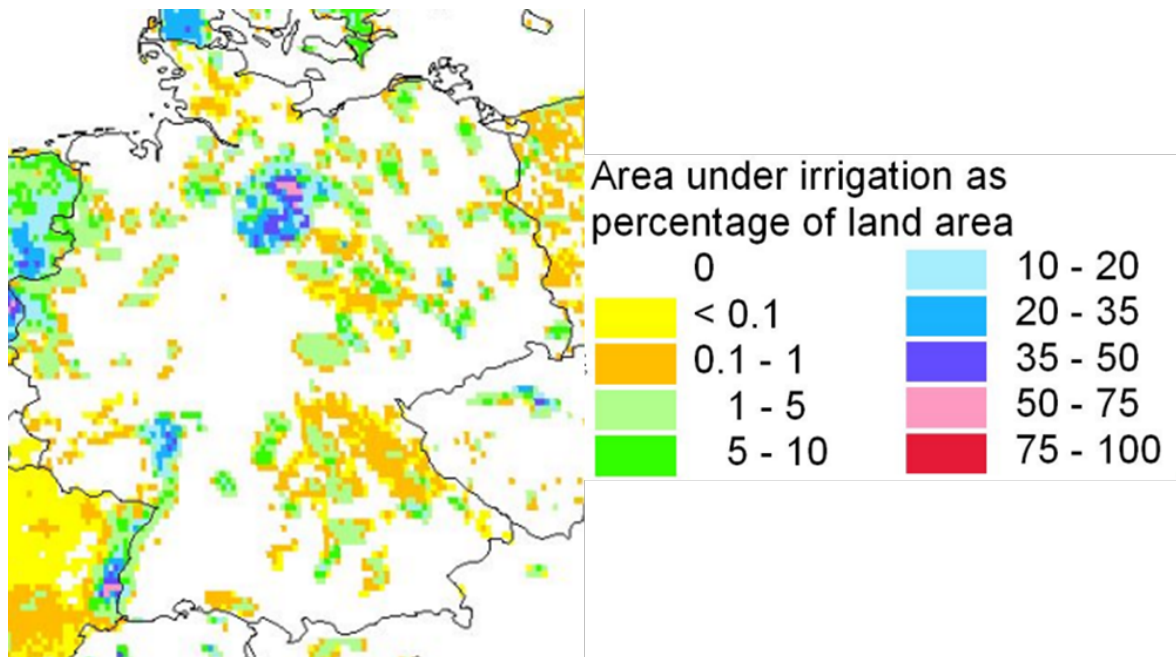 Area under irrigation as
percentage of land area
0
< 0.1
0.1 - 1
1 - 5
5 - 10
10 - 20
20 - 35
35 - 50
50 - 75
75 - 100